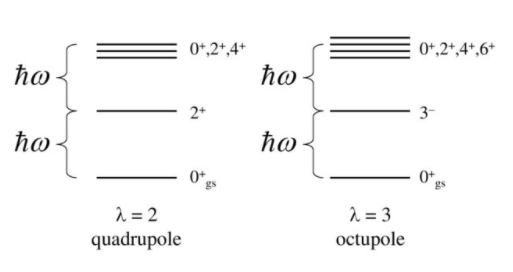 0⁺,2⁺,4⁺
ℏω
2⁺
ℏω
0⁺gs
λ = 2
quadrupole
0⁺,2⁺,4⁺,6⁺
ℏω
3⁻
ℏω
0⁺gs
λ = 3
octupole